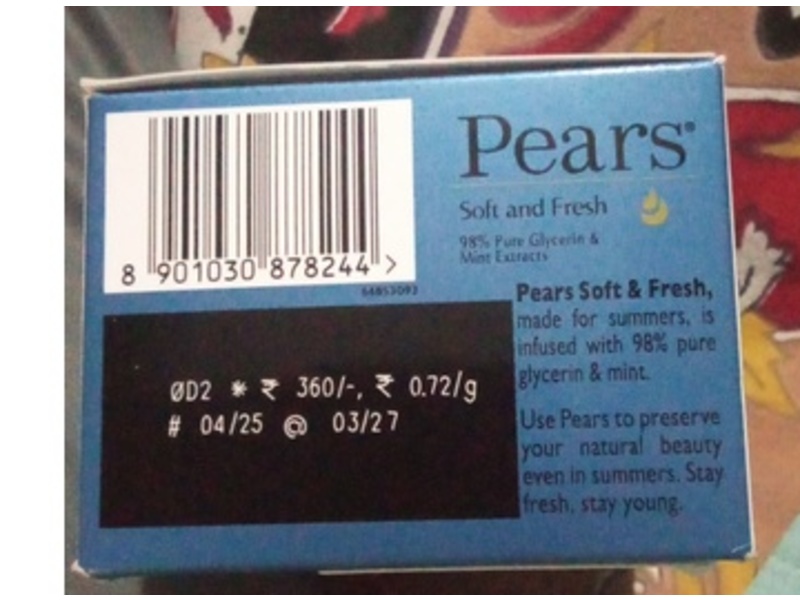 8 901030 878244 >
64853093
Pears®
Soft and Fresh
98% Pure Glycerin &
Mint Extracts
ØD2 * ₹ 360/-, ₹ 0.72/g
# 04/25 @ 03/27
Pears Soft & Fresh,
made for summers, is
infused with 98% pure
glycerin & mint.
Use Pears to preserve
your natural beauty
even in summers. Stay
fresh, stay young.